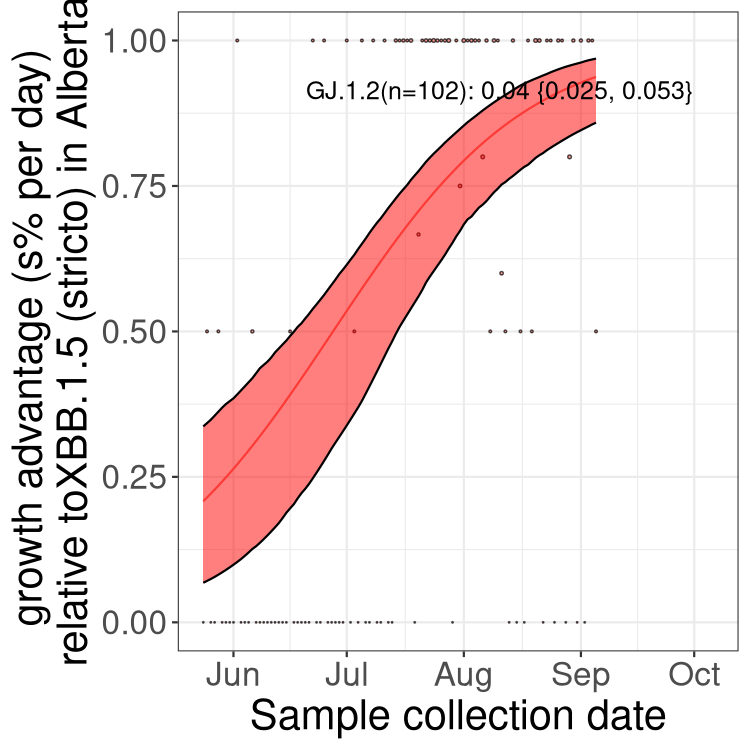 growth advantage (s% per day)
relative toXBB.1.5 (stricto) in Alberta
1.00
0.75
0.50
0.25
0.00
GJ.1.2(n=102): 0.04 {0.025, 0.053}
Jun Jul Aug Sep Oct
Sample collection date